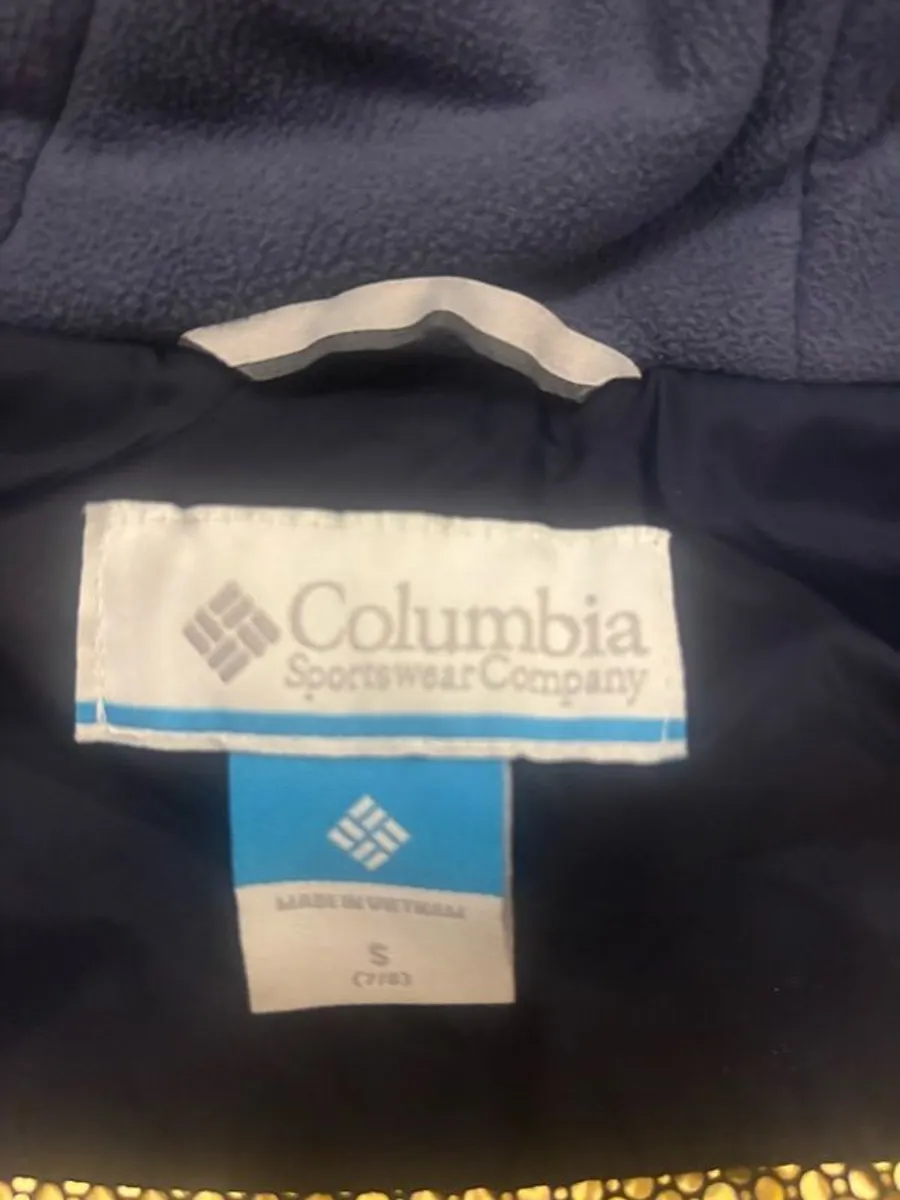 Columbia
Sportswear Company
MADE IN VIETNAM
S
(7/8)